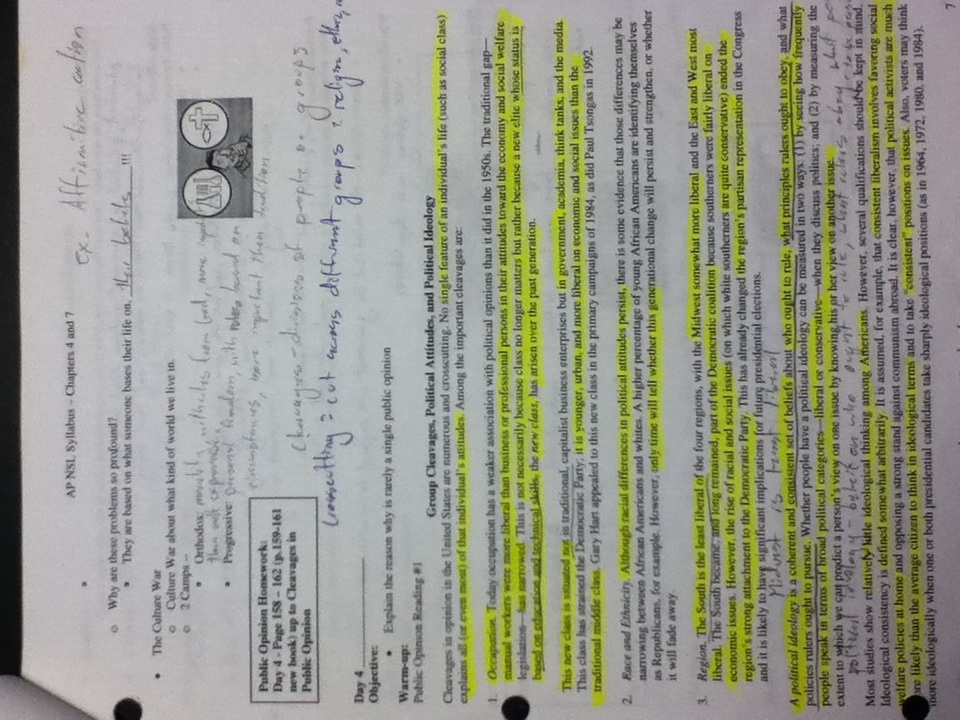 AP NSL Syllabus – Chapters 4 and 7
ex. Affirmitive
Why are these problems so profound?
They are based on what someone bases their life on, their beliefs !!!
The Culture War
Culture War about what kind of world we live in.
2 Camps –
Orthodox: morality, with rules from God, more
than self expression.
Progressive: personal freedom, with rules based on
circumstances, more important than tradition
Public Opinion Homework:
Day 4 - Page 158 – 162 (p.159-161
new book) up to Cleavages in
Public Opinion
Cleavages - divisions of people or groups
Crosscutting = cut across different groups religion,
Day 4
Objective:
Explain the reason why is rarely a single public opinion
Warm-up:
Public Opinion Reading #1
Group Cleavages, Political Attitudes, and Political Ideology
Cleavages in opinion in the United States are numerous and crosscutting. No single feature of an individual's life (such as social class)
explains all (or even most) of that individual's attitudes. Among the important cleavages are:
1. Occupation. Today occupation has a weaker association with political opinions than it did in the 1950s. The traditional gap—
manual workers were more liberal than business or professional persons in their attitudes toward the economy and social welfare
legislation—has narrowed. This is not necessarily because class no longer matters but rather because a new elite whose status is
based on education and technical skills, the new class, has arisen over the past generation.
This new class is situated not in traditional, capitalist business enterprises but in government, academia, think tanks, and the media.
This class has strained the Democratic Party; it is younger, urban, and more liberal on economic and social issues than the
traditional middle class. Gary Hart appealed to this new class in the primary campaigns of 1984, as did Paul Tsongas in 1992.
2. Race and Ethnicity. Although racial differences in political attitudes persist, there is some evidence that those differences may be
narrowing between African Americans and whites. A higher percentage of young African Americans are identifying themselves
as Republicans, for example. However, only time will tell whether this generational change will persist and strengthen, or whether
it will fade away.
3. Region. The South is the least liberal of the four regions, with the Midwest somewhat more liberal and the East and West most
liberal. The South became, and long remained, part of the Democratic coalition because southerners were fairly liberal on
economic issues. However, the rise of racial and social issues (on which white southerners are quite conservative) ended the
region's strong attachment to the Democratic Party. This has already changed the region's partisan representation in the Congress
and it is likely to have significant implications for future presidential elections.
Midwest is liberal
A political ideology is a coherent and consistent set of beliefs about who ought to rule, what principles rulers ought to obey, and what
policies rulers ought to pursue. Whether people have a political ideology can be measured in two ways: (1) by seeing how frequently
people speak in terms of broad political categories—liberal or conservative—when they discuss politics; and (2) by measuring the
extent to which we can predict a person's view on one issue by knowing his or her view on another issue.
political ideology - belief on who ought to rule, what rulers obey what
Most studies show relatively little ideological thinking among Americans. However, several qualifications should be kept in mind.
Ideological consistency is defined somewhat arbitrarily. It is assumed, for example, that consistent liberalism involves favoring social
welfare policies at home and opposing a strong stand against communism abroad. It is clear, however, that political activists are much
more likely than the average citizen to think in ideological terms and to take "consistent" positions on issues. Also, voters may think
more ideologically when one or both presidential candidates take sharply ideological positions (as in 1964, 1972, 1980, and 1984).
7